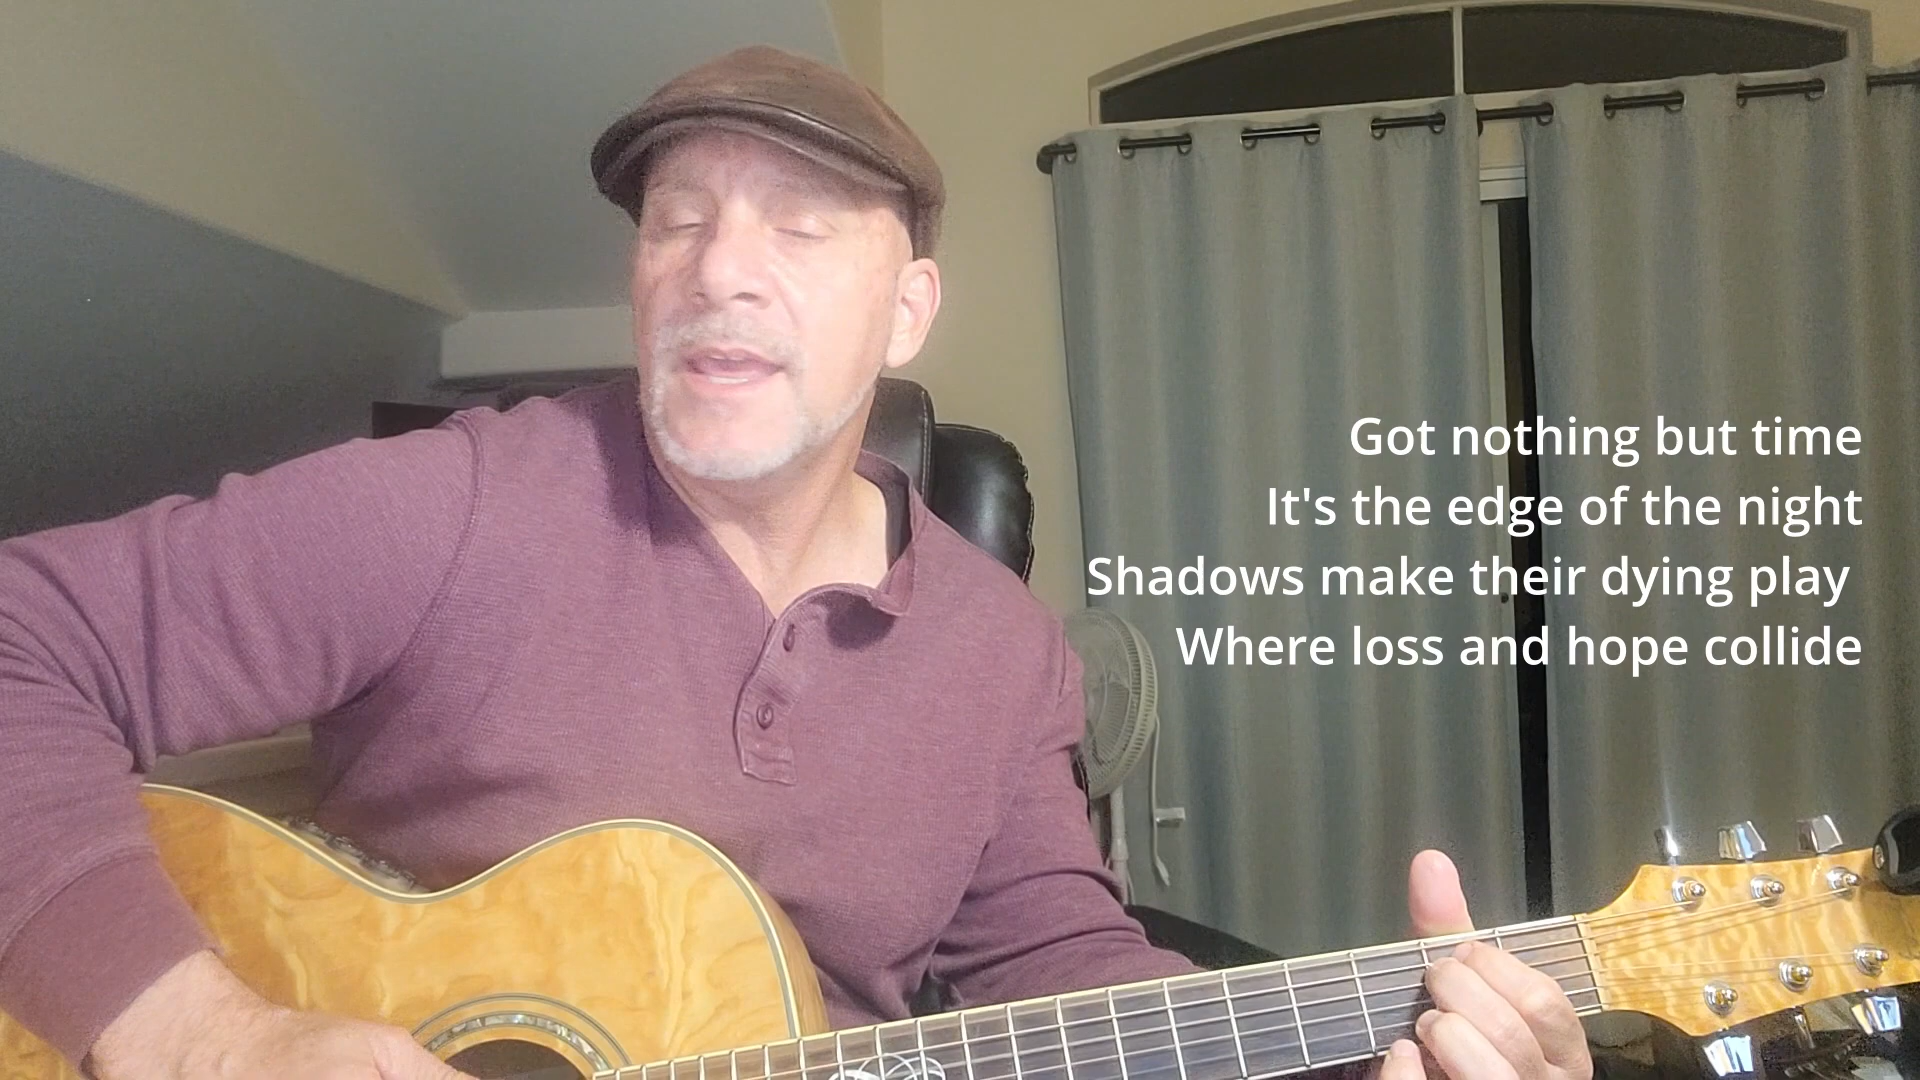 Got nothing but time
It's the edge of the night
Shadows make their dying play
Where loss and hope collide